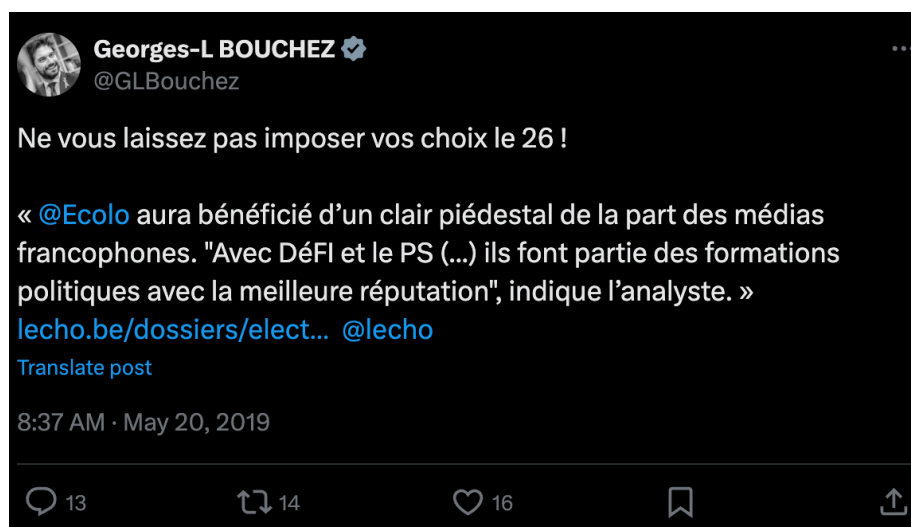 Georges-L BOUCHEZ
@GLBouchez
Ne vous laissez pas imposer vos choix le 26 !
« @Ecolo aura bénéficié d’un clair piédestal de la part des médias
francophones. "Avec DéFI et le PS (...) ils font partie des formations
politiques avec la meilleure réputation", indique l’analyste. »
lecho.be/dossiers/elect... @lecho
Translate post
8:37 AM · May 20, 2019
13 14 16